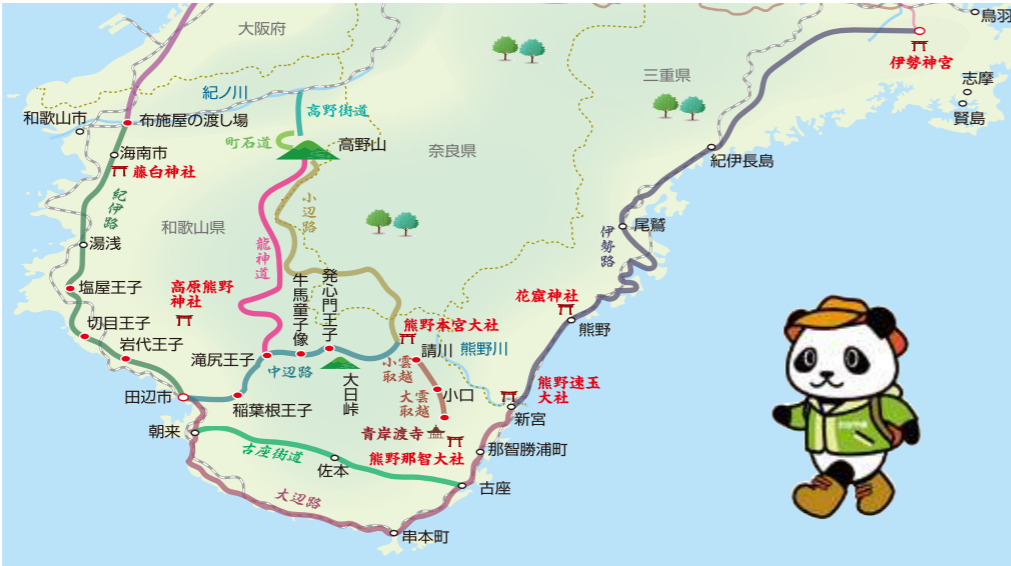 大阪府
鳥羽
伊勢神宮
三重県
志摩
賢島
紀ノ川
高野街道
和歌山市
布施屋の渡し場
町石道
高野山
奈良県
海南市
藤白神社
紀伊長島
紀伊路
小辺路
和歌山県
龍神道
湯浅
尾鷲
伊勢路
塩屋王子
高原熊野
神社
牛馬童子像
発心門王子
花窟神社
切目王子
熊野本宮大社
熊野
岩代王子
滝尻王子
請川
熊野川
中辺路
小雲
取越
大日峠
大雲
取越
小口
熊野速玉
大社
田辺市
稲葉根王子
新宮
朝来
青岸渡寺
古座街道
那智勝浦町
熊野那智大社
佐本
古座
大辺路
串本町